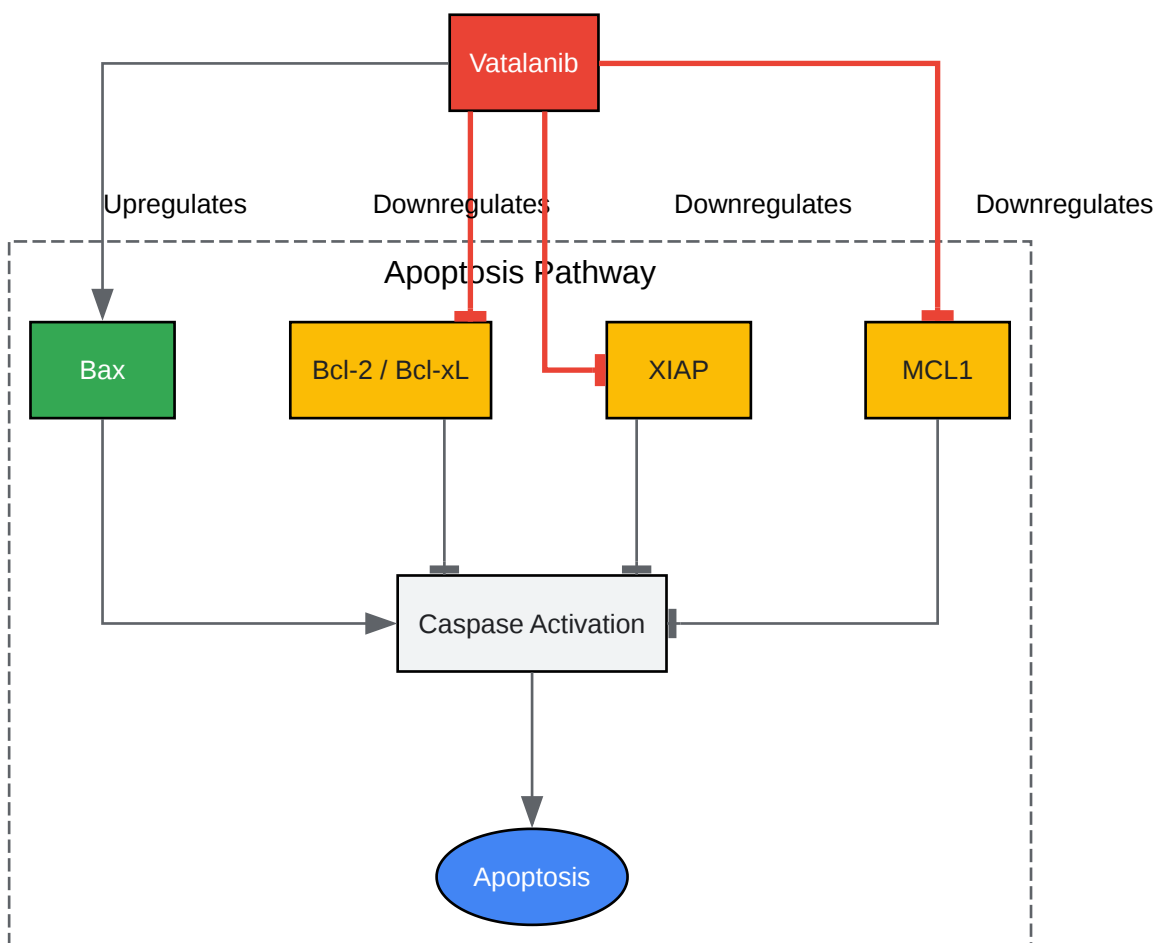 Vatalanib
Upregulates
Downregulates
Downregulates
Downregulates
Apoptosis Pathway
Bax
Bcl-2 / Bcl-xL
XIAP
MCL1
Caspase Activation
Apoptosis